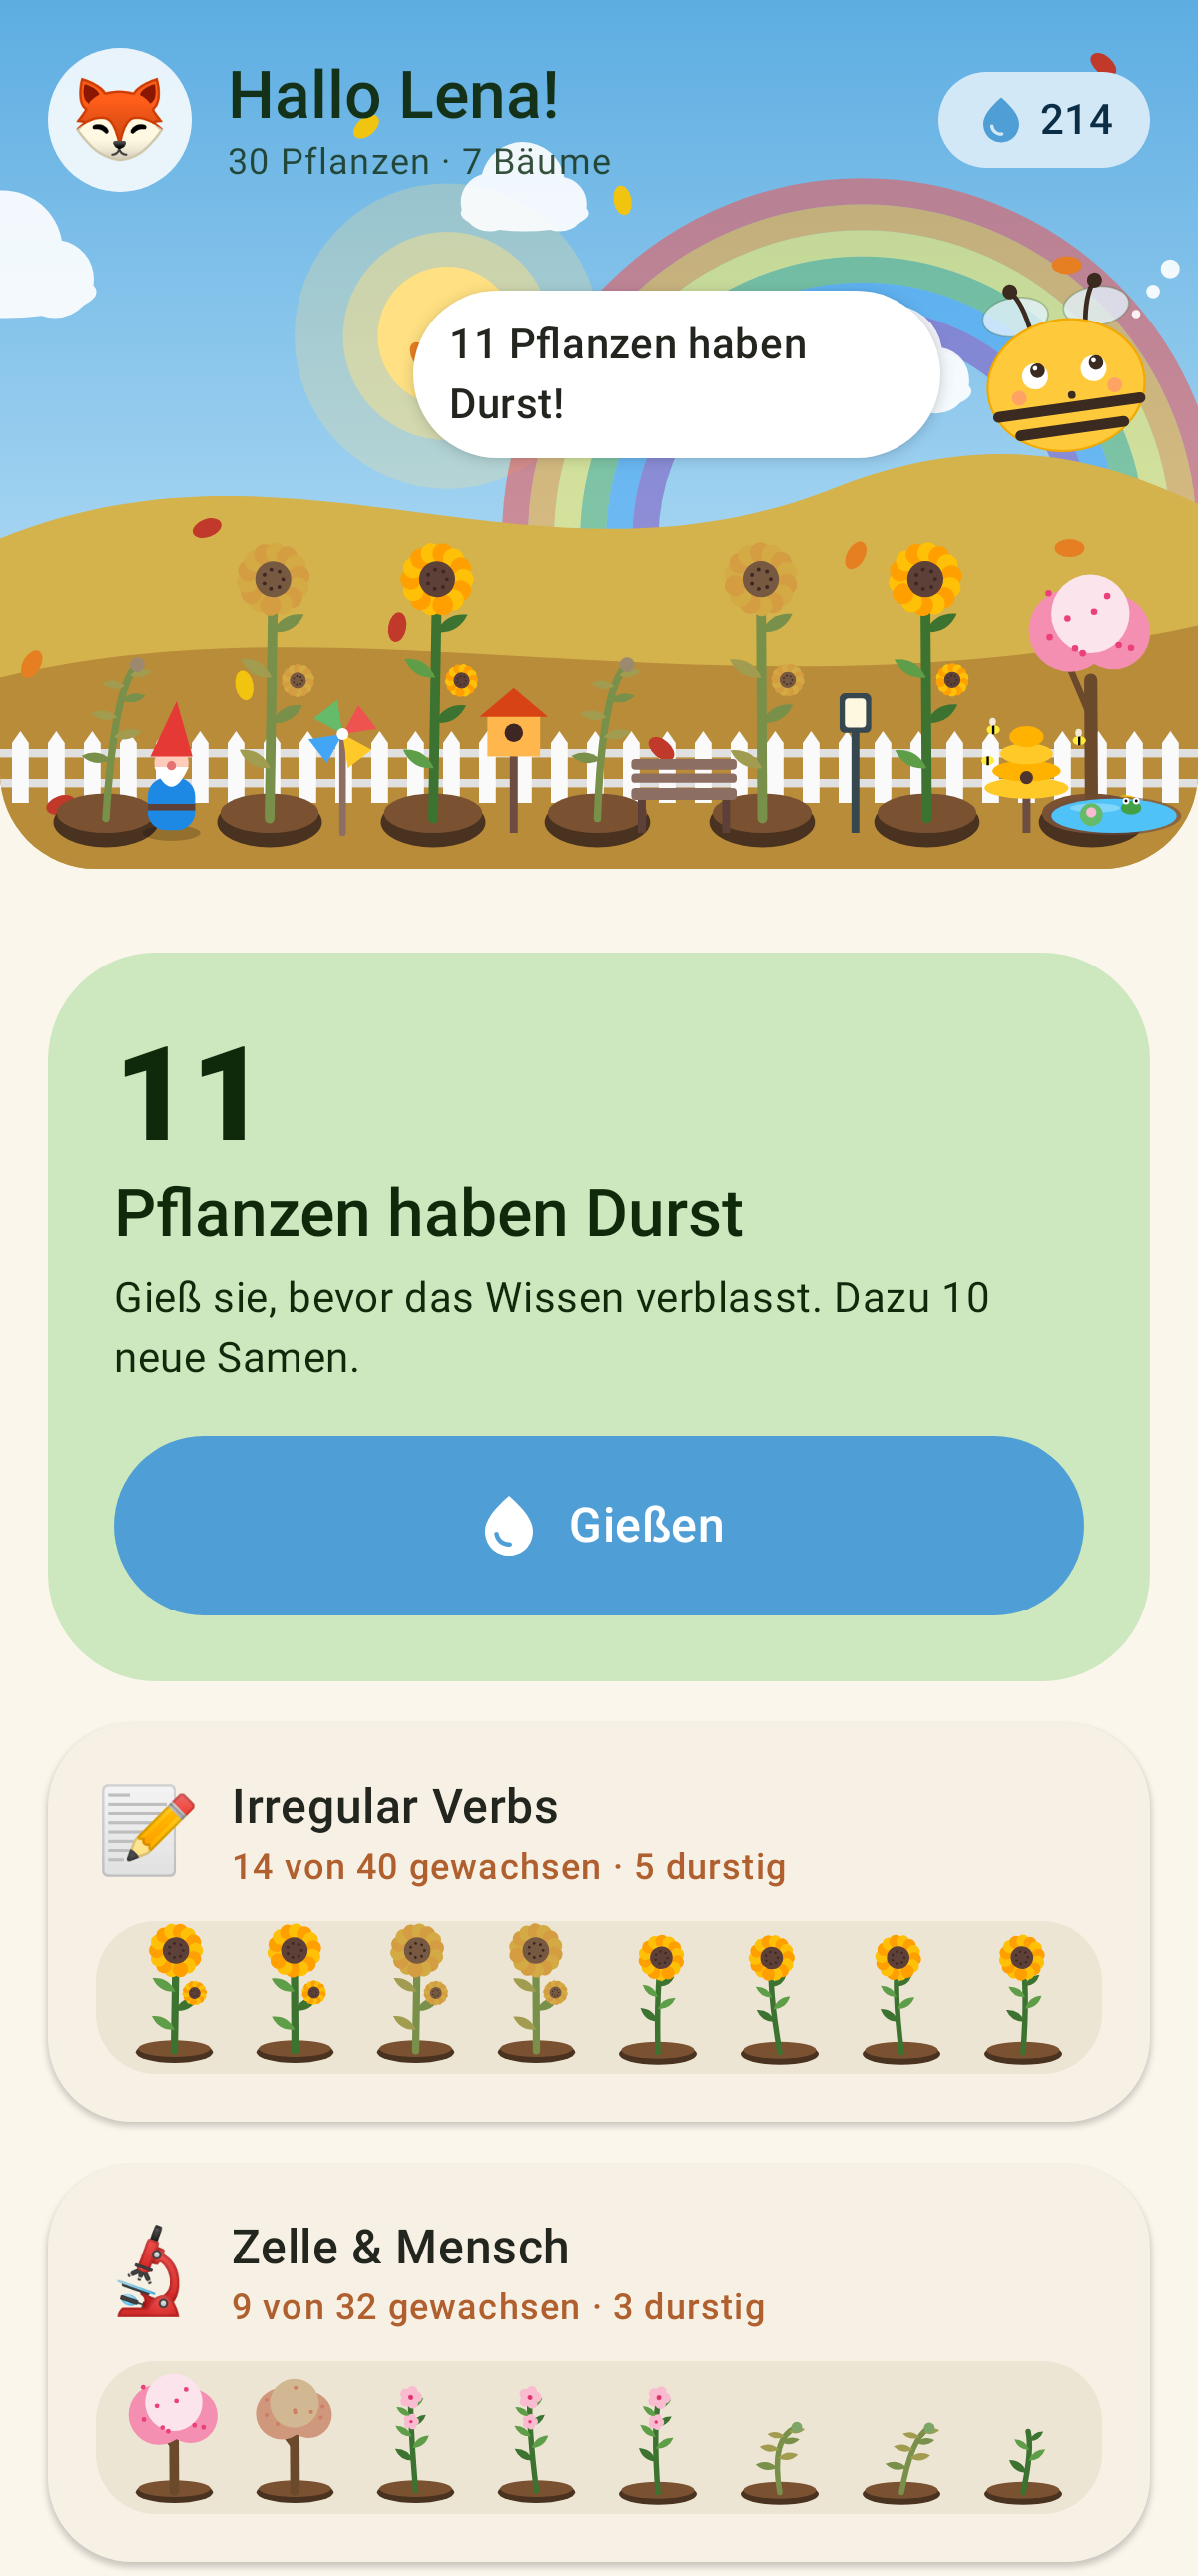 Hallo Lena!
30 Pflanzen · 7 Bäume
214
11 Pflanzen haben
Durst!
11
Pflanzen haben Durst
Gieß sie, bevor das Wissen verblasst. Dazu 10
neue Samen.
Gießen
Irregular Verbs
14 von 40 gewachsen · 5 durstig
Zelle & Mensch
9 von 32 gewachsen · 3 durstig